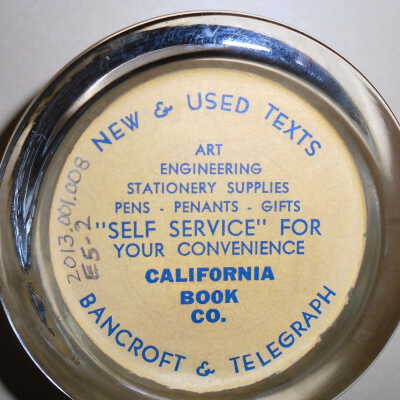 NEW & USED TEXTS
ART
ENGINEERING
STATIONERY SUPPLIES
PENS - PENANTS - GIFTS
"SELF SERVICE" FOR
YOUR CONVENIENCE
CALIFORNIA
BOOK
CO.
BANCROFT & TELEGRAPH
2013.001.008
E5-2